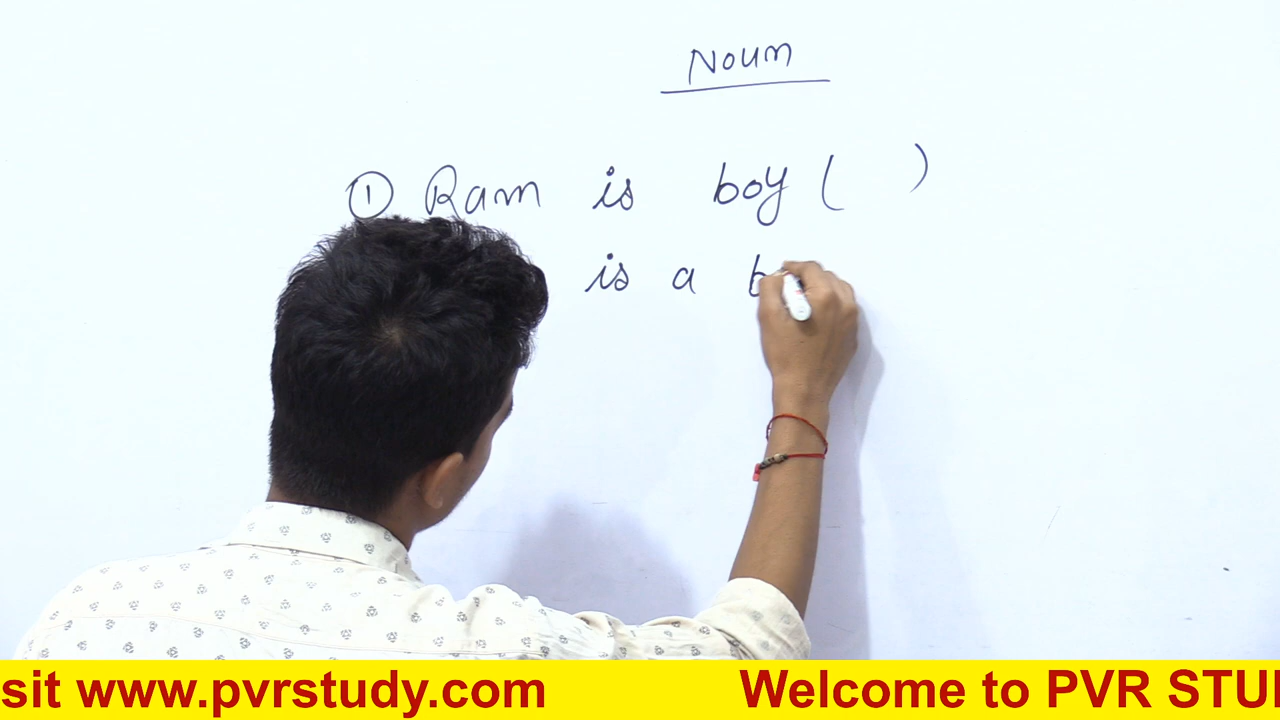 Noun
① Ram is boy ( )
is a b
sit www.pvrstudy.com Welcome to PVR STU